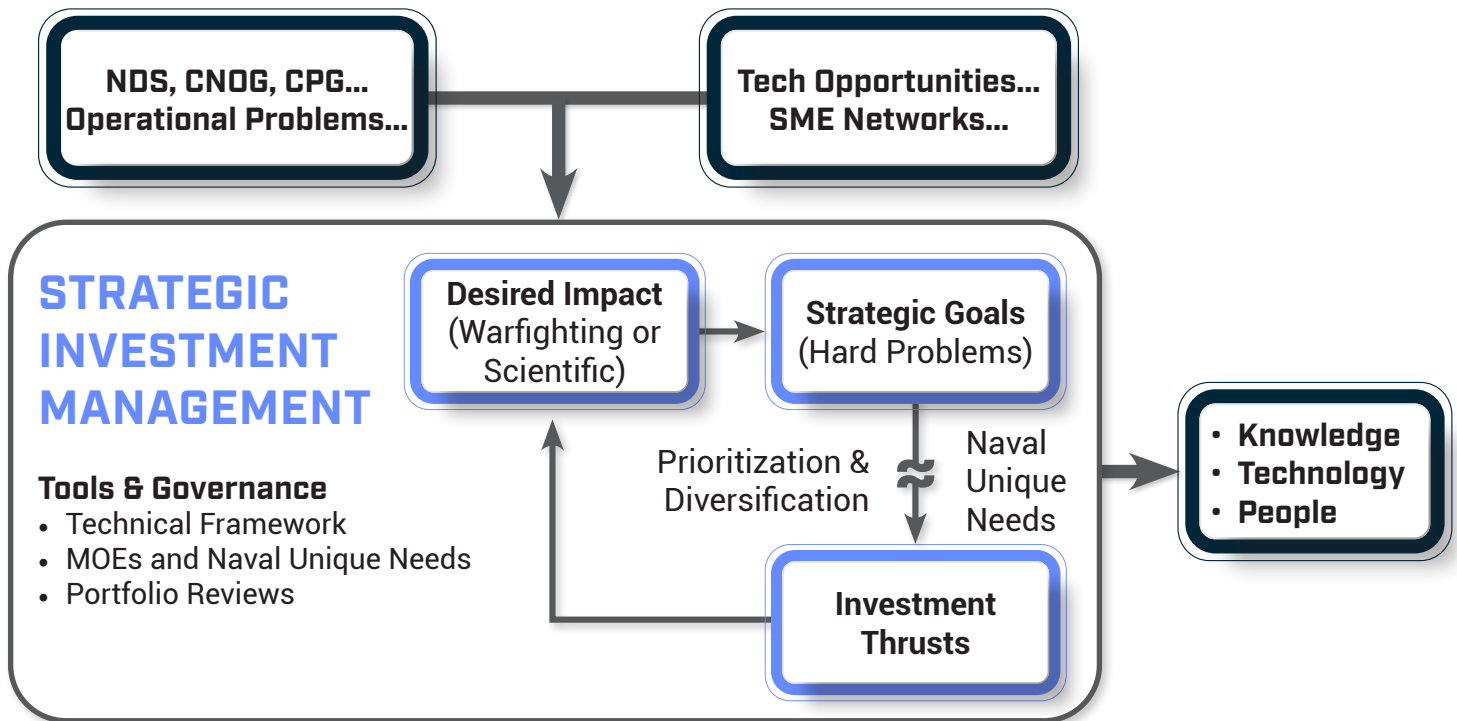 NDS, CNOG, CPG...
Operational Problems...
Tech Opportunities...
SME Networks...
STRATEGIC
INVESTMENT
MANAGEMENT
Tools & Governance
• Technical Framework
• MOEs and Naval Unique Needs
• Portfolio Reviews
Desired Impact
(Warfighting or
Scientific)
Strategic Goals
(Hard Problems)
Prioritization &
Diversification
Naval
Unique
Needs
Investment
Thrusts
• Knowledge
• Technology
• People